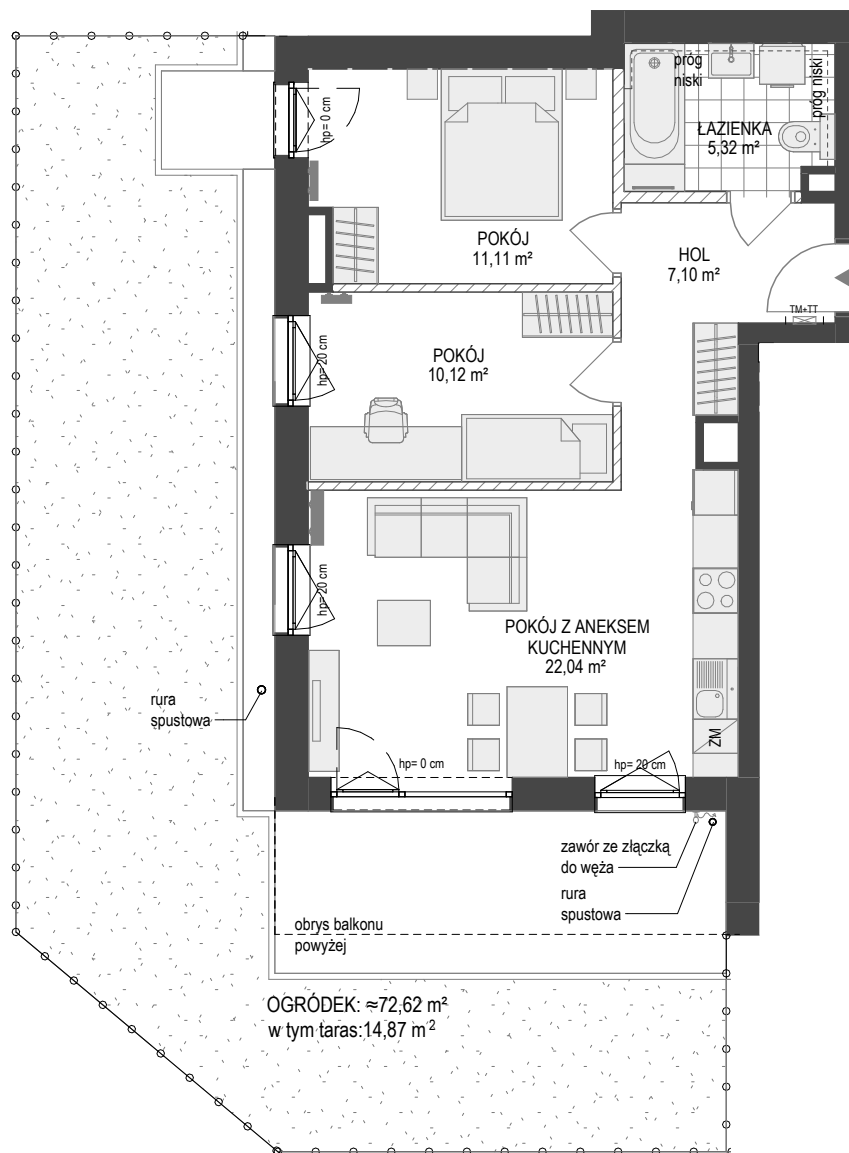 próg
niski
próg niski
ŁAZIENKA
5,32 m²
hp= 0 cm
POKÓJ
11,11 m²
HOL
7,10 m²
TM+TT
hp= 20 cm
POKÓJ
10,12 m²
hp= 20 cm
POKÓJ Z ANEKSEM
KUCHENNYM
22,04 m²
rura
spustowa
ZM
hp= 0 cm
hp= 20 cm
zawór ze złączką
do węża
rura
spustowa
obrys balkonu
powyżej
OGRÓDEK: ≈72,62 m²
w tym taras:14,87 m²